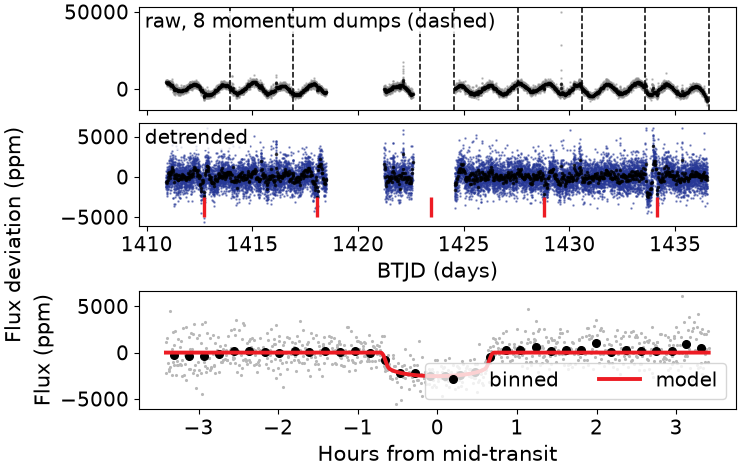 50000
0
raw, 8 momentum dumps (dashed)
Flux deviation (ppm)
5000
0
−5000
detrended
1410
1415
1420
1425
1430
1435
BTJD (days)
Flux (ppm)
5000
0
−5000
binned
model
−3
−2
−1
0
1
2
3
Hours from mid-transit